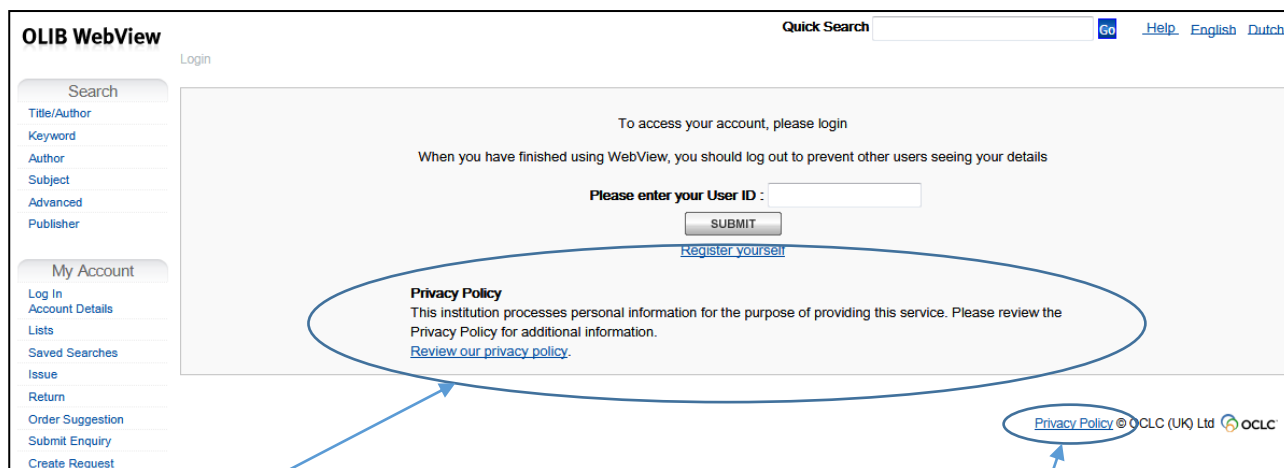 OLIB WebView
Quick Search
Go
Help English Dutch
Login
Search
Title/Author
Keyword
Author
Subject
Advanced
Publisher
My Account
Log In
Account Details
Lists
Saved Searches
Issue
Return
Order Suggestion
Submit Enquiry
Create Request
To access your account, please login
When you have finished using WebView, you should log out to prevent other users seeing your details
Please enter your User ID :
SUBMIT
Register yourself
Privacy Policy
This institution processes personal information for the purpose of providing this service. Please review the
Privacy Policy for additional information.
Review our privacy policy.
Privacy Policy © OCLC (UK) Ltd OCLC